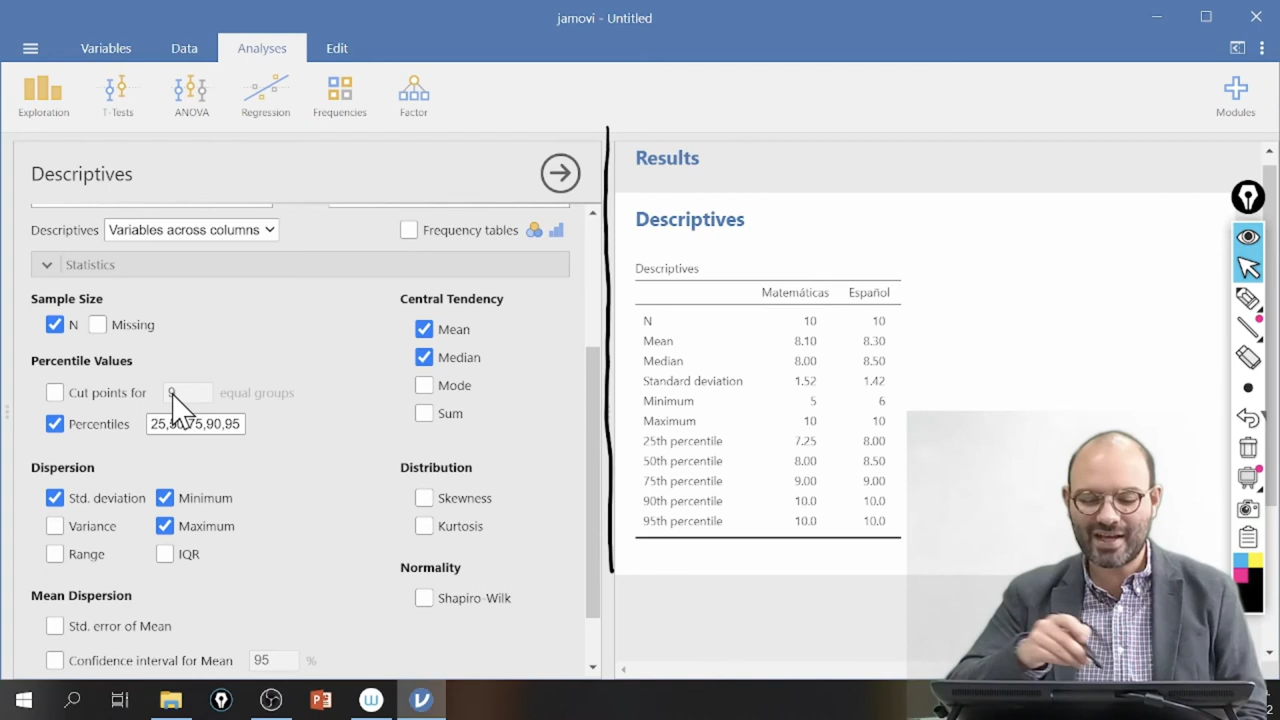 jamovi - Untitled
Variables Data Analyses Edit
Exploration T-Tests ANOVA Regression Frequencies Factor Modules
Descriptives
Descriptives Variables across columns Frequency tables
Statistics
Sample Size
N Missing
Percentile Values
Cut points for equal groups
Percentiles 25,50,75,90,95
Dispersion
Std. deviation Minimum
Variance Maximum
Range IQR
Mean Dispersion
Std. error of Mean
Confidence interval for Mean 95 %
Central Tendency
Mean
Median
Mode
Sum
Distribution
Skewness
Kurtosis
Normality
Shapiro-Wilk
Results
Descriptives
Descriptives
Matemáticas Español
N 10 10
Mean 8.10 8.30
Median 8.00 8.50
Standard deviation 1.52 1.42
Minimum 5 6
Maximum 10 10
25th percentile 7.25 8.00
50th percentile 8.00 8.50
75th percentile 9.00 9.00
90th percentile 10.0 10.0
95th percentile 10.0 10.0